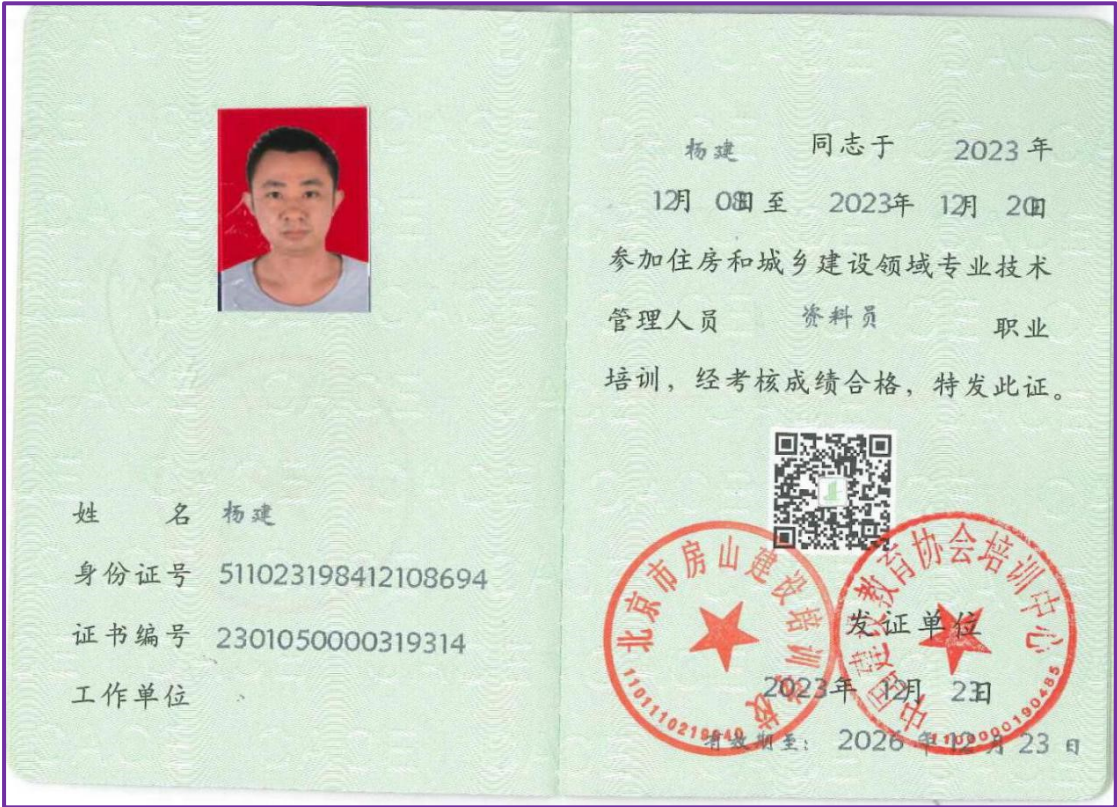 姓 名 杨建
身份证号 511023198412108694
证书编号 2301050000319314
工作单位
杨建 同志于 2023年
12月 08日至 2023年 12月 20日
参加住房和城乡建设领域专业技术
管理人员 资料员 职业
培训，经考核成绩合格，特发此证。
北京市房山建设培训学校
中国建设教育协会培训中心
发证单位
2023年 12月 23日
1100000190485
有效期至： 2026 年 12 月 23 日